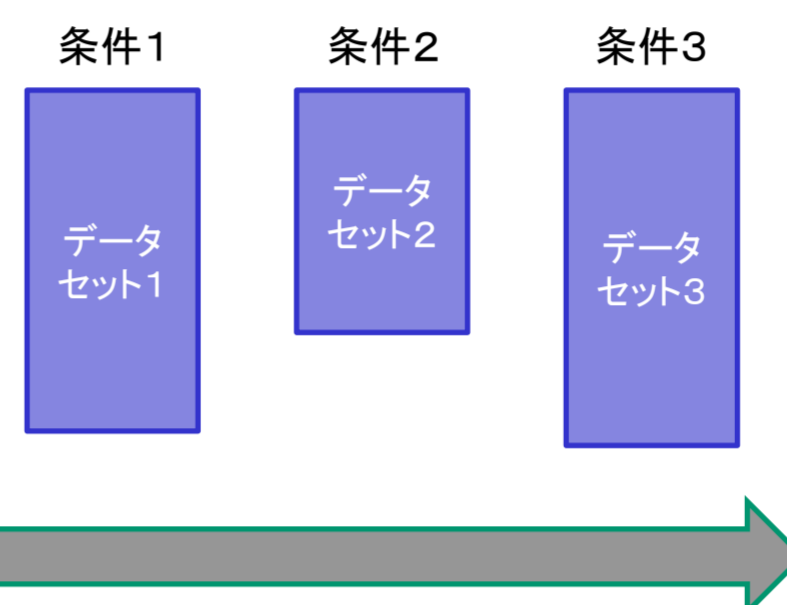 条件1
条件2
条件3
データ
セット1
データ
セット2
データ
セット3